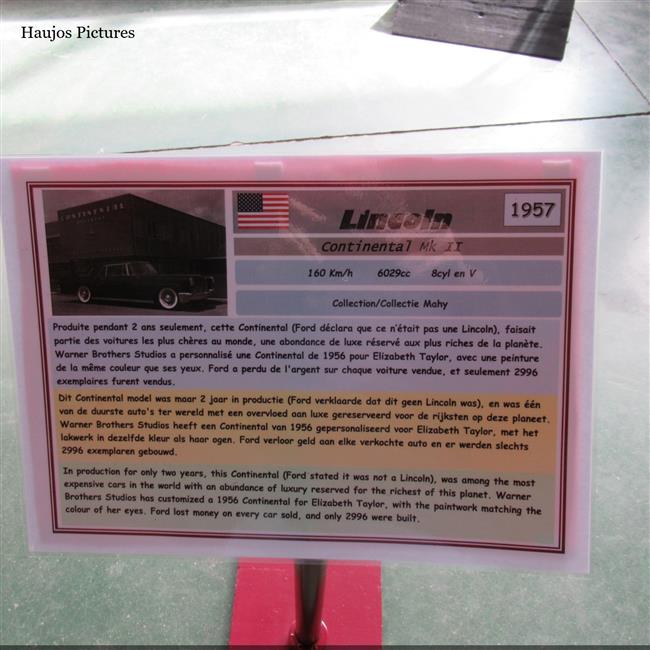 Haujos Pictures
CONTINENTAL
Lincoln
1957
Continental Mk II
160 Km/h 6029cc 8cyl en V
Collection/Collectie Mahy
Produite pendant 2 ans seulement, cette Continental (Ford déclara que ce n'était pas une Lincoln), faisait
partie des voitures les plus chères au monde, une abondance de luxe réservé aux plus riches de la planète.
Warner Brothers Studios a personnalisé une Continental de 1956 pour Elizabeth Taylor, avec une peinture
de la même couleur que ses yeux. Ford a perdu de l'argent sur chaque voiture vendue, et seulement 2996
exemplaires furent vendus.
Dit Continental model was maar 2 jaar in productie (Ford verklaarde dat dit geen Lincoln was), en was één
van de duurste auto's ter wereld met een overvloed aan luxe gereserveerd voor de rijksten op deze planeet.
Warner Brothers Studios heeft een Continental van 1956 gepersonaliseerd voor Elizabeth Taylor, met het
lakwerk in dezelfde kleur als haar ogen. Ford verloor geld aan elke verkochte auto en er werden slechts
2996 exemplaren gebouwd.
In production for only two years, this Continental (Ford stated it was not a Lincoln), was among the most
expensive cars in the world with an abundance of luxury reserved for the richest of this planet. Warner
Brothers Studios has customized a 1956 Continental for Elizabeth Taylor, with the paintwork matching the
colour of her eyes. Ford lost money on every car sold, and only 2996 were built.